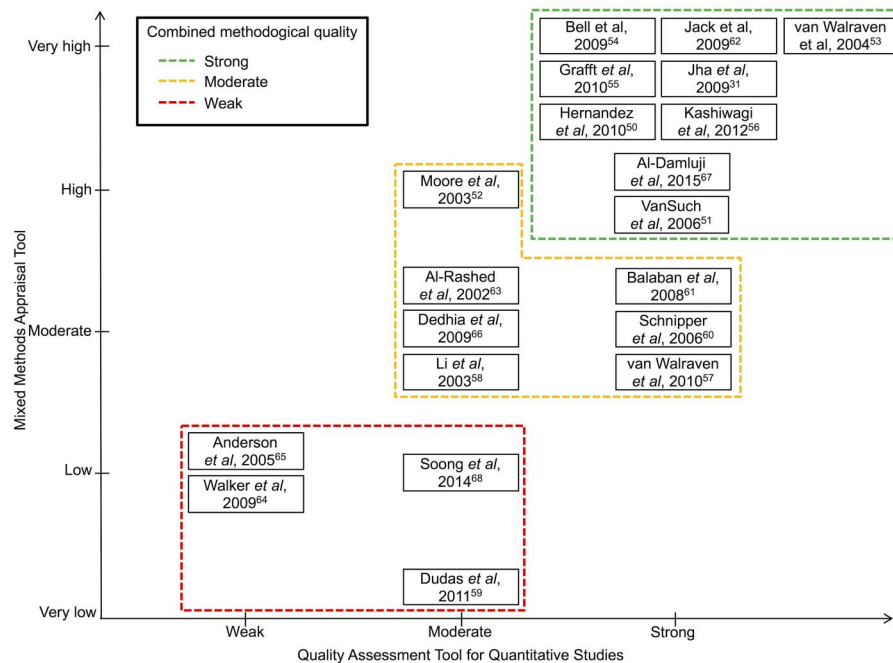 Combined methological quality
Strong
Moderate
Weak
Very high
High
Moderate
Low
Very low
Mixed Methods Appraisal Tool
Bell et al,
2009⁵⁴
Jack et al,
2009⁶²
van Walraven
et al, 2004⁵³
Grafft et al,
2010⁵⁵
Jha et al,
2009³¹
Hernandez
et al, 2010⁵⁰
Kashiwagi
et al, 2012⁵⁶
Al-Damluji
et al, 2015⁶⁷
VanSuch
et al, 2006⁵¹
Moore et al,
2003⁵²
Al-Rashed
et al, 2002⁶³
Dedhia et al,
2009⁶⁶
Li et al,
2003⁵⁸
Balaban et al,
2008⁶¹
Schnipper
et al, 2006⁶⁰
van Walraven
et al, 2010⁵⁷
Anderson
et al, 2005⁶⁵
Walker et al,
2009⁶⁴
Soong et al,
2014⁶⁸
Dudas et al,
2011⁵⁹
Weak
Moderate
Strong
Quality Assessment Tool for Quantitative Studies